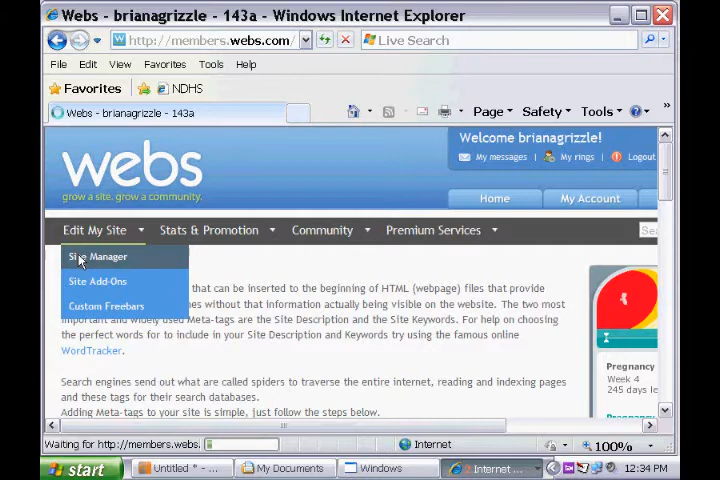 Webs - brianagrizzle - 143a - Windows Internet Explorer
http://members.webs.com/ Live Search
File Edit View Favorites Tools Help
Favorites NDHS
Webs - brianagrizzle - 143a Page Safety Tools »
webs
grow a site. grow a community.
Welcome brianagrizzle!
My messages My rings Logout
Home My Account
Edit My Site Stats & Promotion Community Premium Services Sea
Site Manager
Site Add-Ons
Custom Freebars
that can be inserted to the beginning of HTML (webpage) files that provide
without that information actually being visible on the website. The two most
important and widely used Meta-tags are the Site Description and the Site Keywords. For help on choosing
the perfect words for to include in your Site Description and Keywords try using the famous online
WordTracker.
Search engines send out what are called spiders to traverse the entire internet, reading and indexing pages
and these tags for their search databases.
Adding Meta-tags to your site is simple, just follow the steps below.
Pregnancy
Week 4
245 days le
Waiting for http://members.webs. Internet 100%
start Untitled * - ... My Documents Windows 2 Internet ... 12:34 PM